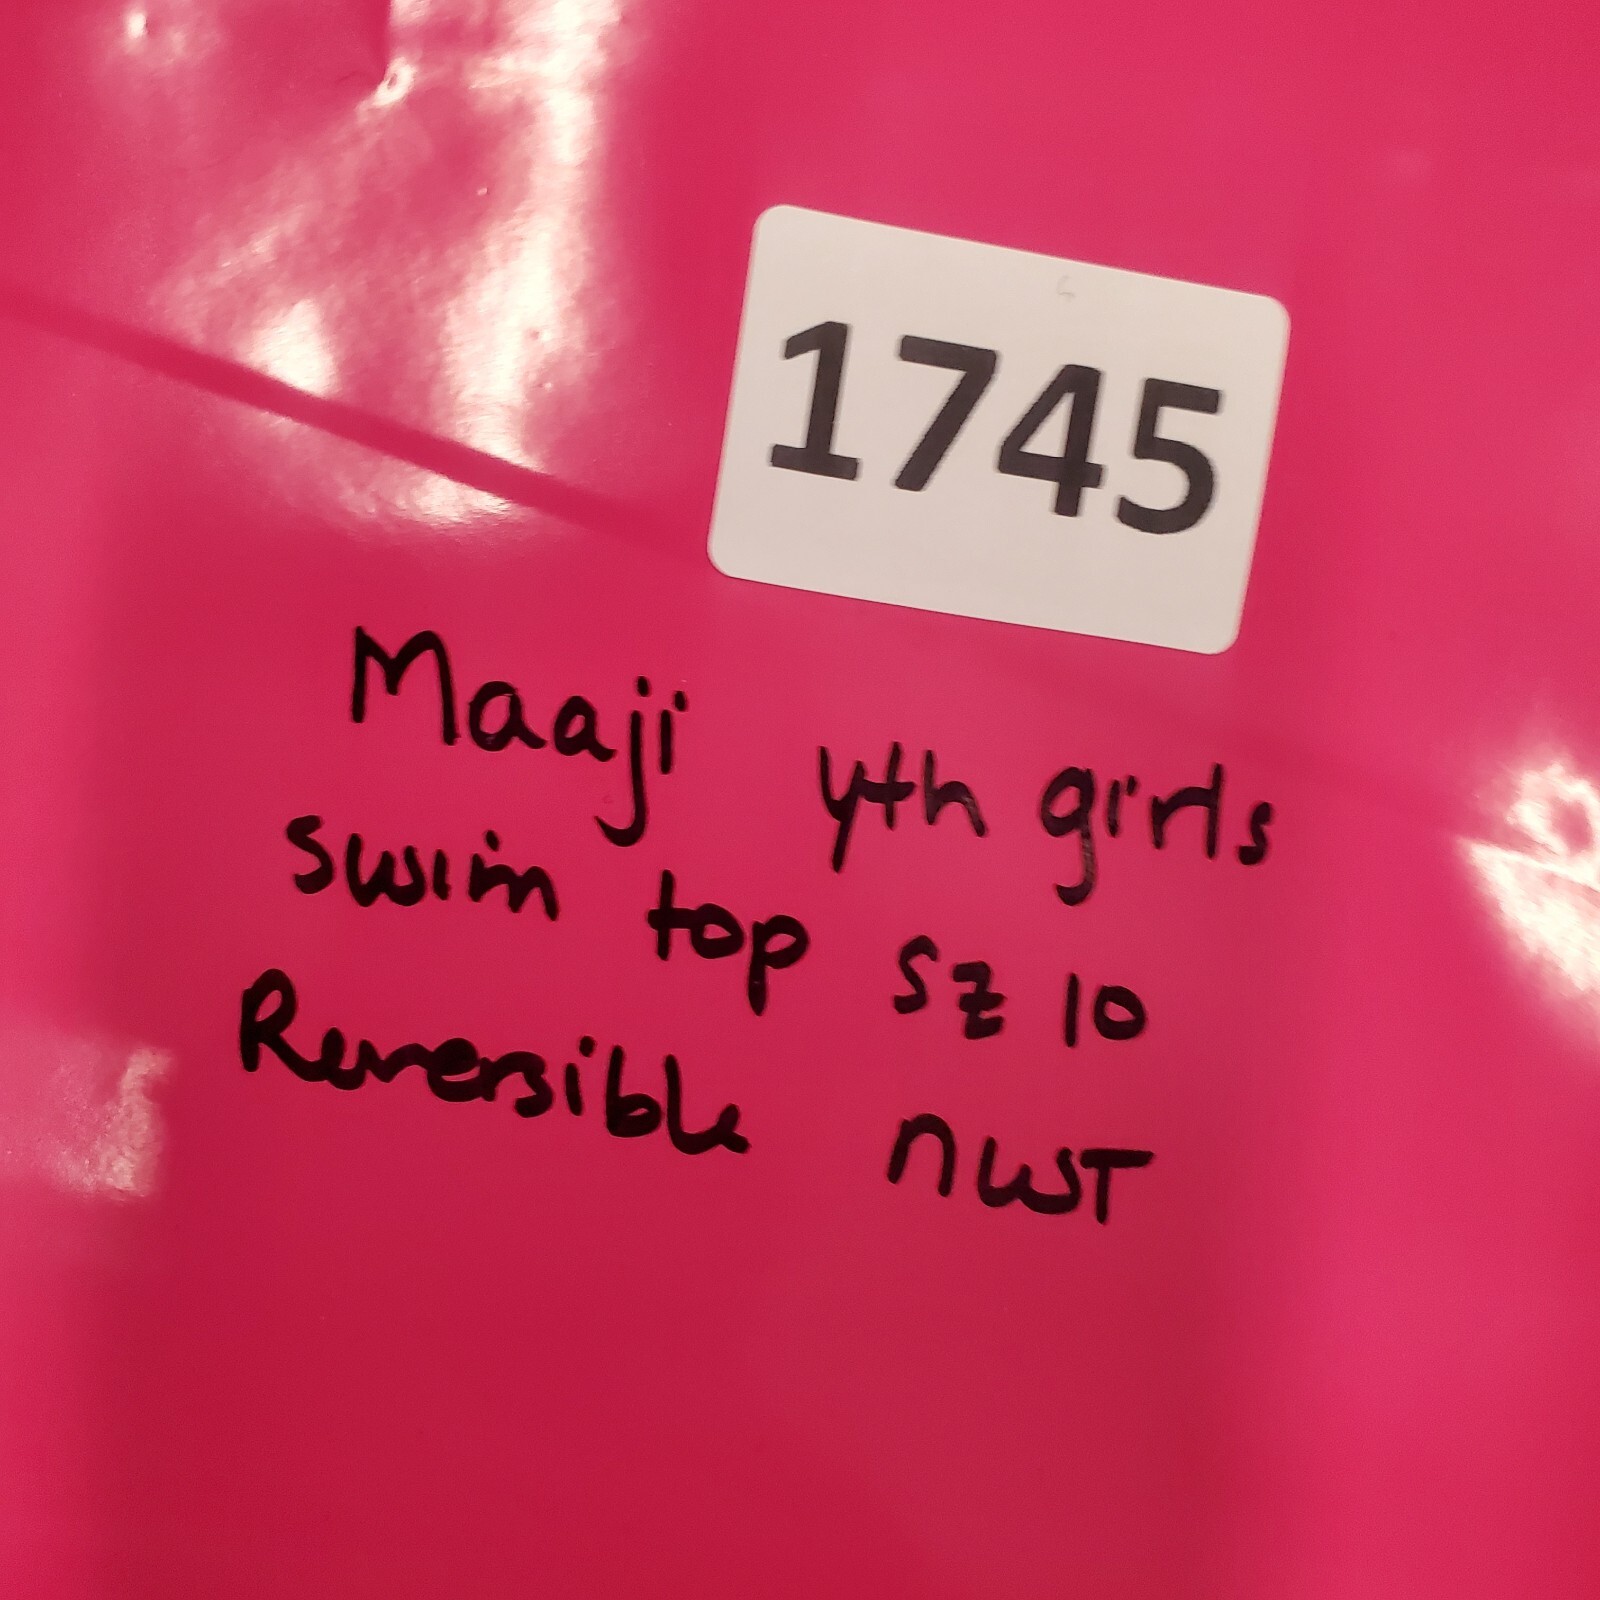 1745
Maaji yth girls
swim top sz 10
Reversible NWT